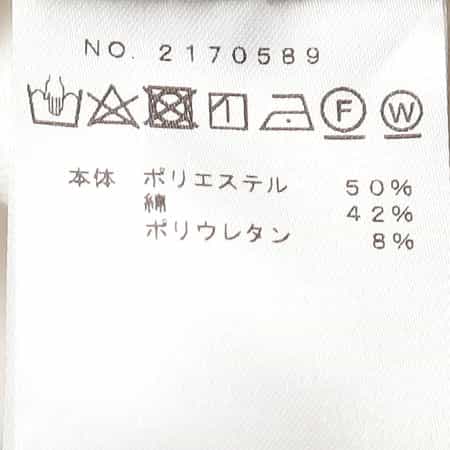 NO. 2170589
F W
本体 ポリエステル 50%
綿 42%
ポリウレタン 8%